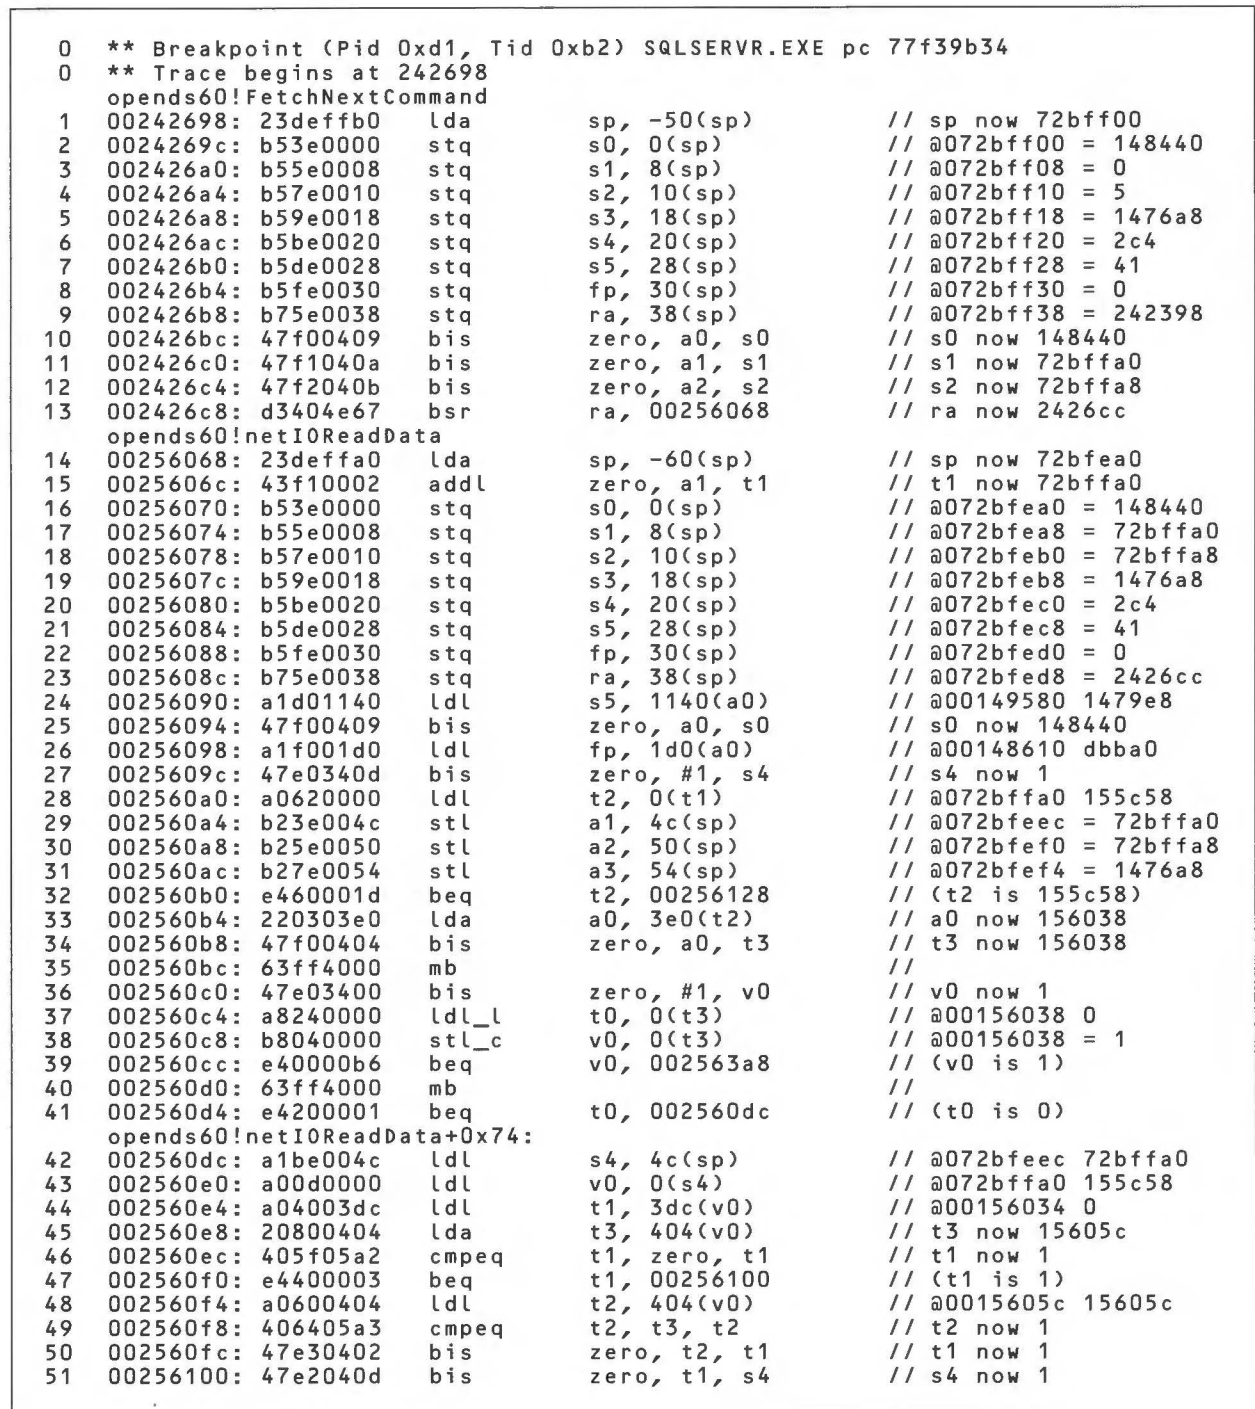 0 ** Breakpoint (Pid 0xd1, Tid 0xb2) SQLSERVR.EXE pc 77f39b34
0 ** Trace begins at 242698
opends60!FetchNextCommand
1 00242698: 23deffb0 lda sp, -50(sp) // sp now 72bff00
2 0024269c: b53e0000 stq s0, 0(sp) // @072bff00 = 148440
3 002426a0: b55e0008 stq s1, 8(sp) // @072bff08 = 0
4 002426a4: b57e0010 stq s2, 10(sp) // @072bff10 = 5
5 002426a8: b59e0018 stq s3, 18(sp) // @072bff18 = 1476a8
6 002426ac: b5be0020 stq s4, 20(sp) // @072bff20 = 2c4
7 002426b0: b5de0028 stq s5, 28(sp) // @072bff28 = 41
8 002426b4: b5fe0030 stq fp, 30(sp) // @072bff30 = 0
9 002426b8: b75e0038 stq ra, 38(sp) // @072bff38 = 242398
10 002426bc: 47f00409 bis zero, a0, s0 // s0 now 148440
11 002426c0: 47f1040a bis zero, a1, s1 // s1 now 72bffa0
12 002426c4: 47f2040b bis zero, a2, s2 // s2 now 72bffa8
13 002426c8: d3404e67 bsr ra, 00256068 // ra now 2426cc
opends60!netIOReadData
14 00256068: 23deffa0 lda sp, -60(sp) // sp now 72bfea0
15 0025606c: 43f10002 addl zero, a1, t1 // t1 now 72bffa0
16 00256070: b53e0000 stq s0, 0(sp) // @072bfea0 = 148440
17 00256074: b55e0008 stq s1, 8(sp) // @072bfea8 = 72bffa0
18 00256078: b57e0010 stq s2, 10(sp) // @072bfeb0 = 72bffa8
19 0025607c: b59e0018 stq s3, 18(sp) // @072bfeb8 = 1476a8
20 00256080: b5be0020 stq s4, 20(sp) // @072bfec0 = 2c4
21 00256084: b5de0028 stq s5, 28(sp) // @072bfec8 = 41
22 00256088: b5fe0030 stq fp, 30(sp) // @072bfed0 = 0
23 0025608c: b75e0038 stq ra, 38(sp) // @072bfed8 = 2426cc
24 00256090: a1d01140 ldl s5, 1140(a0) // @00149580 1479e8
25 00256094: 47f00409 bis zero, a0, s0 // s0 now 148440
26 00256098: a1f001d0 ldl fp, 1d0(a0) // @00148610 dbba0
27 0025609c: 47e0340d bis zero, #1, s4 // s4 now 1
28 002560a0: a0620000 ldl t2, 0(t1) // @072bffa0 155c58
29 002560a4: b23e004c stl a1, 4c(sp) // @072bfeec = 72bffa0
30 002560a8: b25e0050 stl a2, 50(sp) // @072bfef0 = 72bffa8
31 002560ac: b27e0054 stl a3, 54(sp) // @072bfef4 = 1476a8
32 002560b0: e460001d beq t2, 00256128 // (t2 is 155c58)
33 002560b4: 220303e0 lda a0, 3e0(t2) // a0 now 156038
34 002560b8: 47f00404 bis zero, a0, t3 // t3 now 156038
35 002560bc: 63ff4000 mb //
36 002560c0: 47e03400 bis zero, #1, v0 // v0 now 1
37 002560c4: a8240000 ldl_l t0, 0(t3) // @00156038 0
38 002560c8: b8040000 stl_c v0, 0(t3) // @00156038 = 1
39 002560cc: e40000b6 beq v0, 002563a8 // (v0 is 1)
40 002560d0: 63ff4000 mb //
41 002560d4: e4200001 beq t0, 002560dc // (t0 is 0)
opends60!netIOReadData+0x74:
42 002560dc: a1be004c ldl s4, 4c(sp) // @072bfeec 72bffa0
43 002560e0: a00d0000 ldl v0, 0(s4) // @072bffa0 155c58
44 002560e4: a04003dc ldl t1, 3dc(v0) // @00156034 0
45 002560e8: 20800404 lda t3, 404(v0) // t3 now 15605c
46 002560ec: 405f05a2 cmpeq t1, zero, t1 // t1 now 1
47 002560f0: e4400003 beq t1, 00256100 // (t1 is 1)
48 002560f4: a0600404 ldl t2, 404(v0) // @0015605c 15605c
49 002560f8: 406405a3 cmpeq t2, t3, t2 // t2 now 1
50 002560fc: 47e30402 bis zero, t2, t1 // t1 now 1
51 00256100: 47e2040d bis zero, t1, s4 // s4 now 1